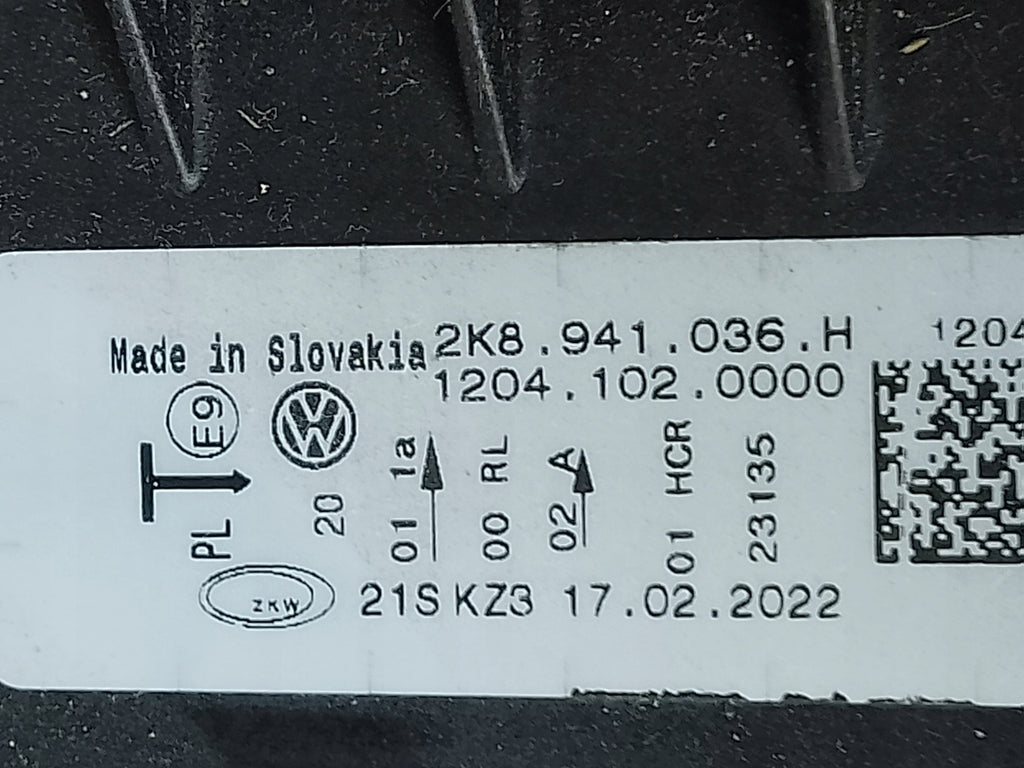 Made in Slovakia 2K8.941.036.H 1204
1204.102.0000
E9
PL
20
01 1a
00 RL
02 A
01 HCR
23135
ZKW 21S KZ3 17.02.2022